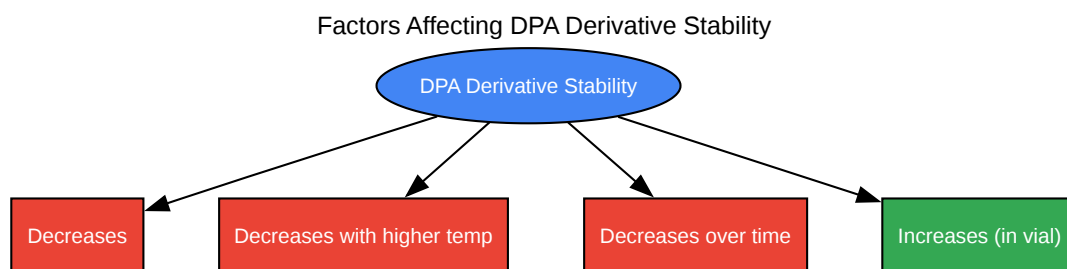 Factors Affecting DPA Derivative Stability
DPA Derivative Stability
Decreases
Decreases with higher temp
Decreases over time
Increases (in vial)